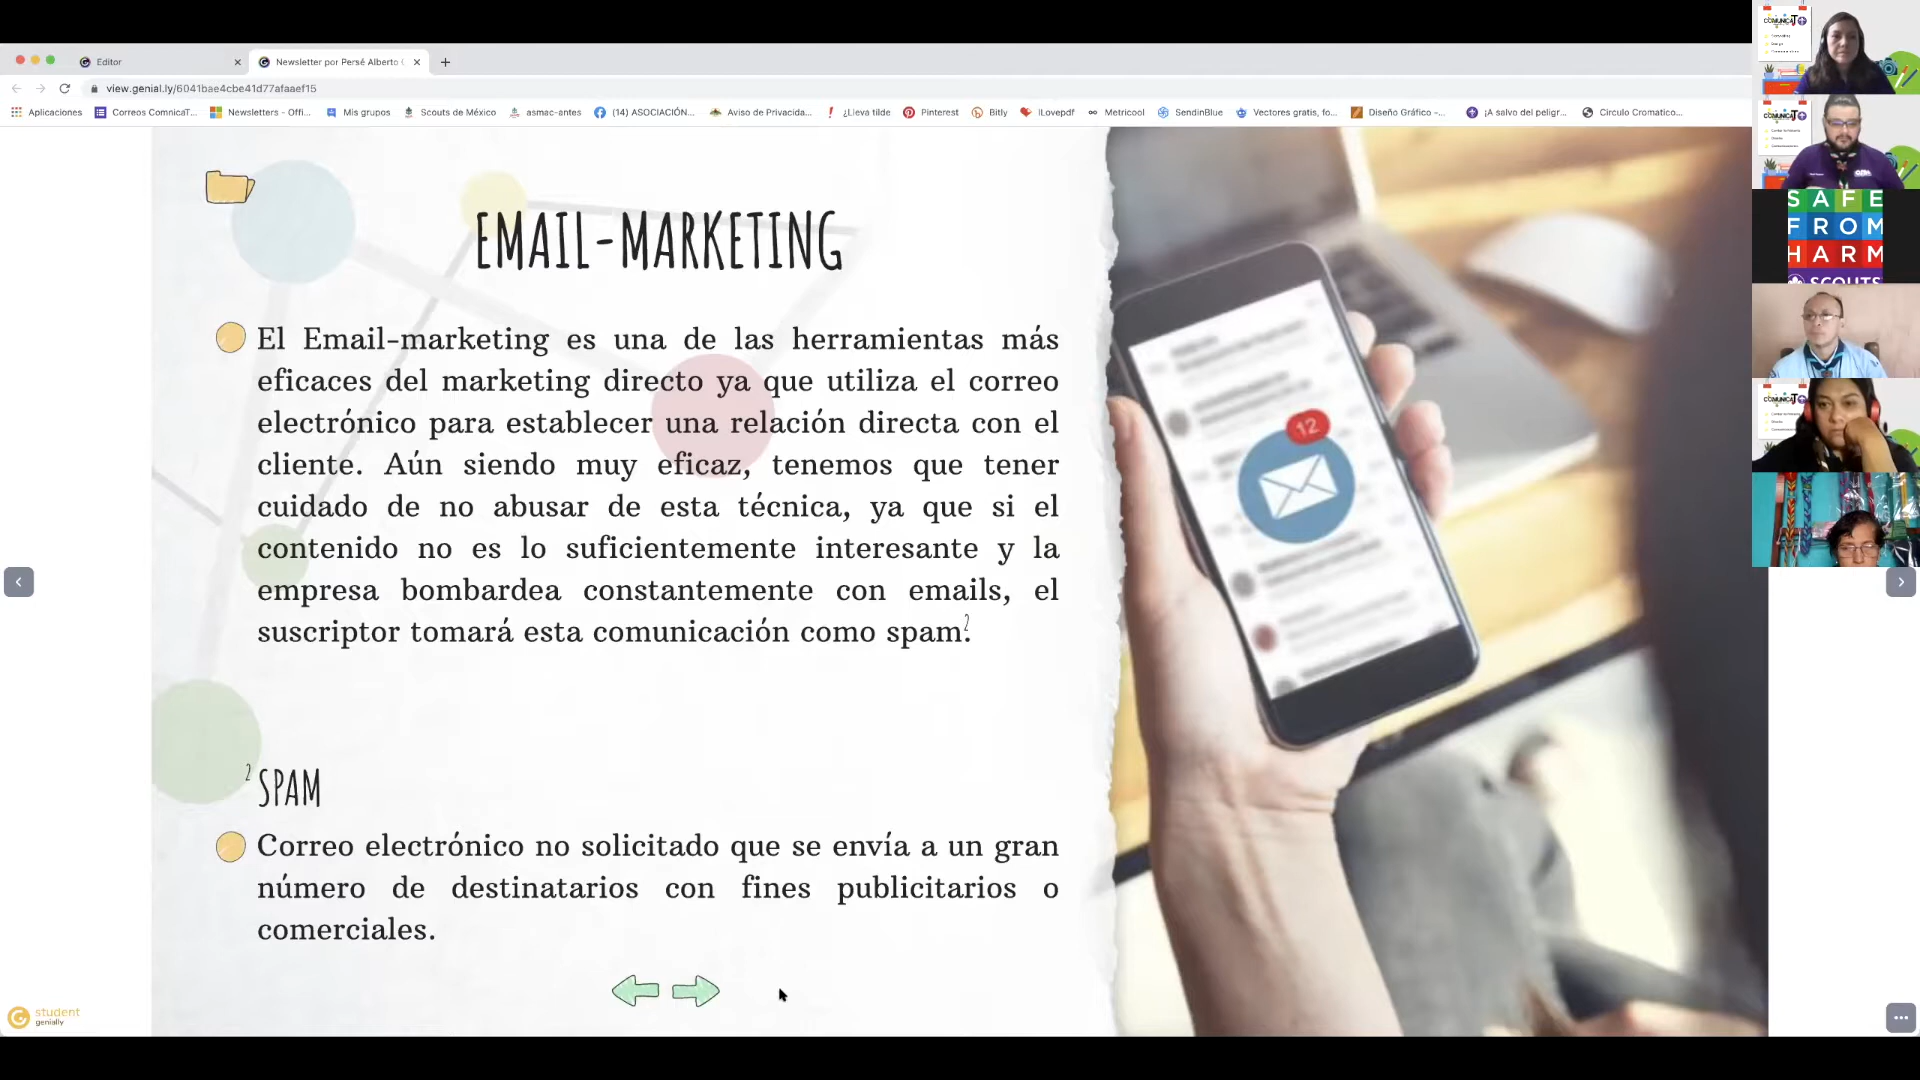 Editor
Newsletter por Persé Alberto
view.genial.ly/6041bae4cbe41d77afaaef15
Aplicaciones
Correos ComnicaT...
Newsletters - Offi...
Mis grupos
Scouts de México
asmac-antes
(14) ASOCIACIÓN...
Aviso de Privacida...
¿Lleva tilde
Pinterest
Bitly
ILovepdf
Metricool
SendinBlue
Vectores gratis, fo...
Diseño Gráfico -...
¡A salvo del peligr...
Circulo Cromatico...
EMAIL-MARKETING
El Email-marketing es una de las herramientas más
eficaces del marketing directo ya que utiliza el correo
electrónico para establecer una relación directa con el
cliente. Aún siendo muy eficaz, tenemos que tener
cuidado de no abusar de esta técnica, ya que si el
contenido no es lo suficientemente interesante y la
empresa bombardea constantemente con emails, el
suscriptor tomará esta comunicación como spam.²
² SPAM
Correo electrónico no solicitado que se envía a un gran
número de destinatarios con fines publicitarios o
comerciales.
student
genially
12
SAFE
FROM
HARM
SCOUTS